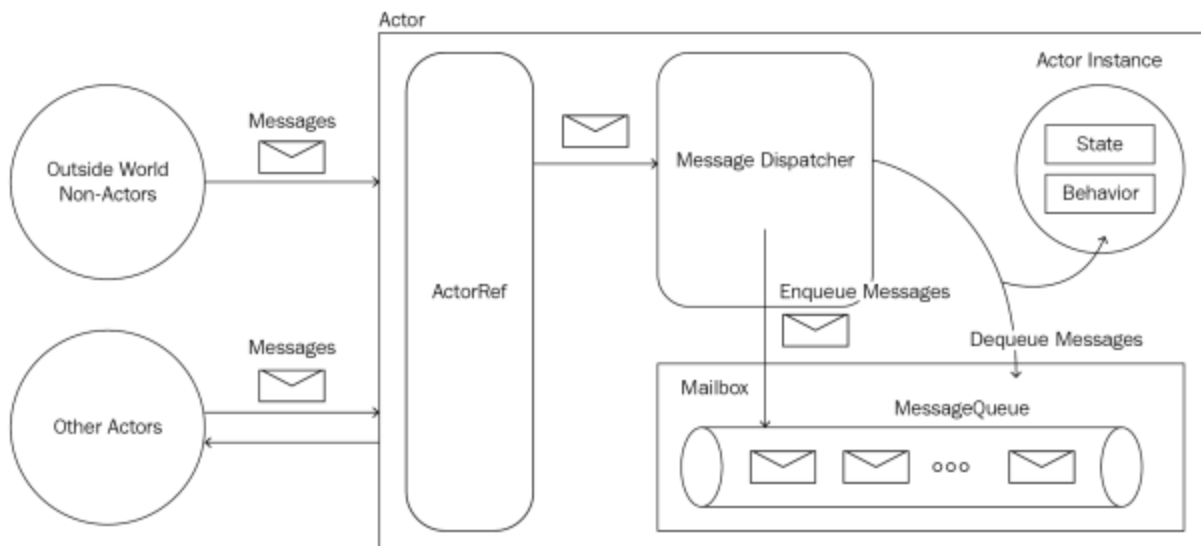 Actor
Actor Instance
Messages
State
Outside World
Non-Actors
Message Dispatcher
Behavior
ActorRef
Enqueue Messages
Messages
Dequeue Messages
Mailbox
MessageQueue
Other Actors